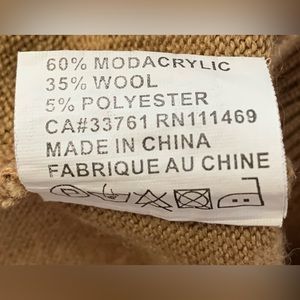 60% MODACRYLIC
35% WOOL
5% POLYESTER
CA#33761 RN111469
MADE IN CHINA
FABRIQUE AU CHINE